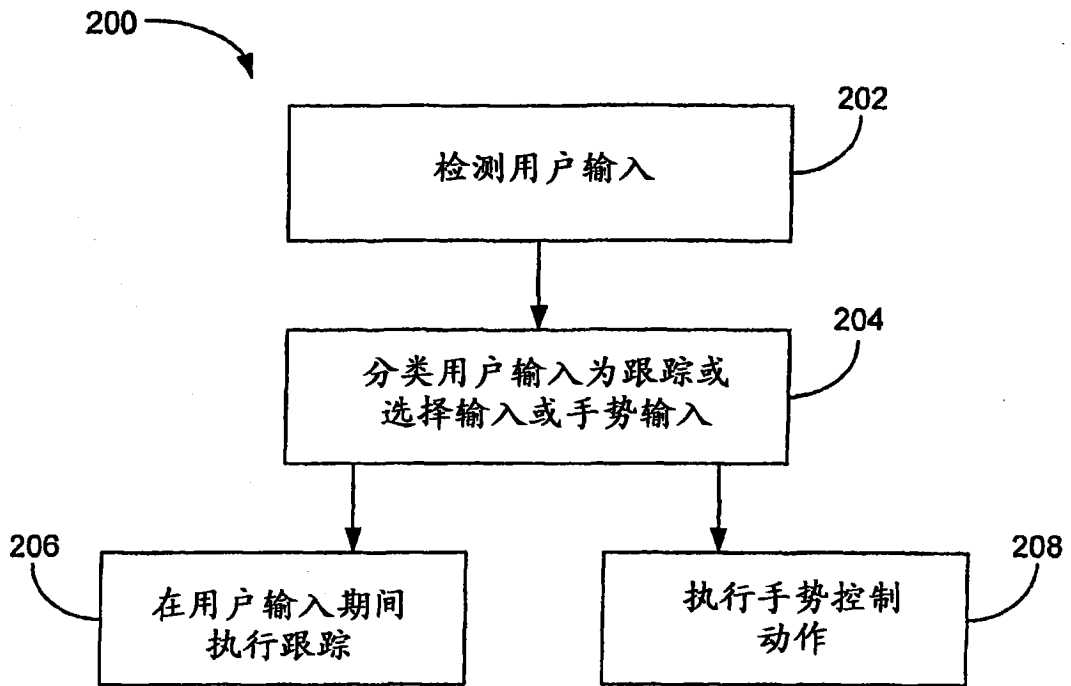 200
202
检测用户输入
204
分类用户输入为跟踪或
选择输入或手势输入
206
在用户输入期间
执行跟踪
208
执行手势控制
动作